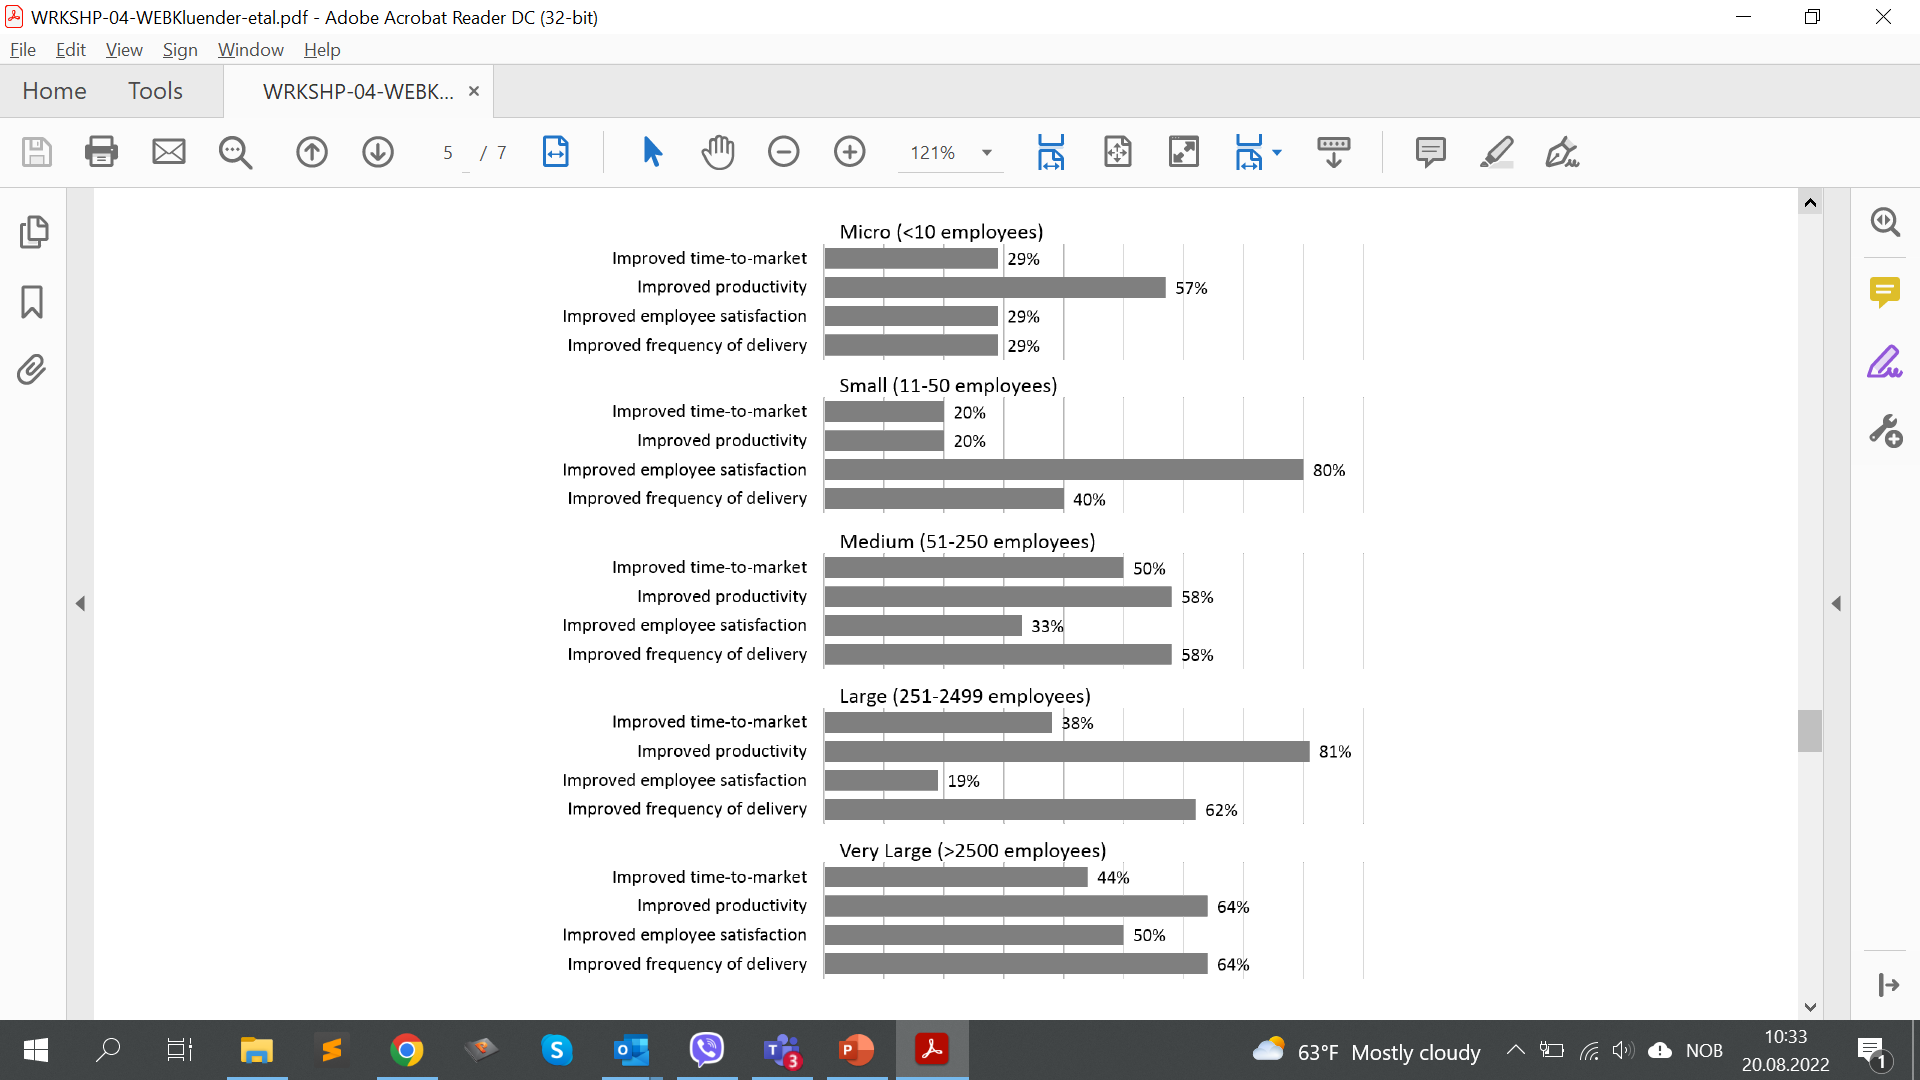 WRKSHP-04-WEBKluender-etal.pdf - Adobe Acrobat Reader DC (32-bit)
File Edit View Sign Window Help
Home Tools WRKSHP-04-WEBK... ×
5 / 7 121%
Micro (<10 employees)
Improved time-to-market 29%
Improved productivity 57%
Improved employee satisfaction 29%
Improved frequency of delivery 29%
Small (11-50 employees)
Improved time-to-market 20%
Improved productivity 20%
Improved employee satisfaction 80%
Improved frequency of delivery 40%
Medium (51-250 employees)
Improved time-to-market 50%
Improved productivity 58%
Improved employee satisfaction 33%
Improved frequency of delivery 58%
Large (251-2499 employees)
Improved time-to-market 38%
Improved productivity 81%
Improved employee satisfaction 19%
Improved frequency of delivery 62%
Very Large (>2500 employees)
Improved time-to-market 44%
Improved productivity 64%
Improved employee satisfaction 50%
Improved frequency of delivery 64%
63°F Mostly cloudy NOB 10:33
20.08.2022
3
1